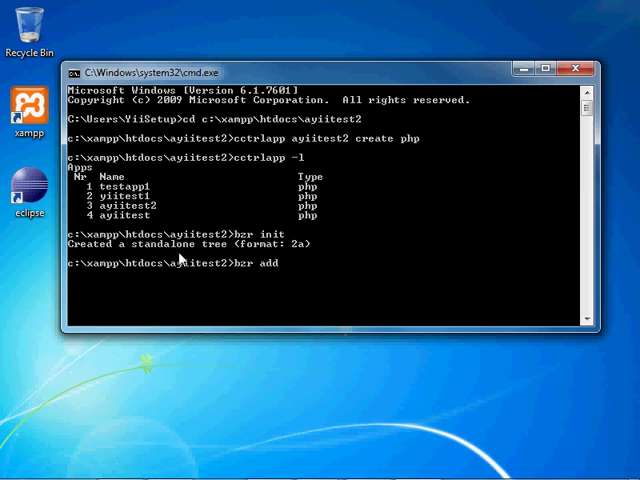 Recycle Bin
xampp
eclipse
C:\Windows\system32\cmd.exe
Microsoft Windows [Version 6.1.7601]
Copyright (c) 2009 Microsoft Corporation.  All rights reserved.
C:\Users\YiiSetup>cd c:\xampp\htdocs\ayiitest2
c:\xampp\htdocs\ayiitest2>cctrlapp ayiitest2 create php
c:\xampp\htdocs\ayiitest2>cctrlapp -l
Apps
Nr  Name  Type
1 testapp1  php
2 yiitest1  php
3 ayiitest2  php
4 ayiitest  php
c:\xampp\htdocs\ayiitest2>bzr init
Created a standalone tree (format: 2a)
c:\xampp\htdocs\ayiitest2>bzr add